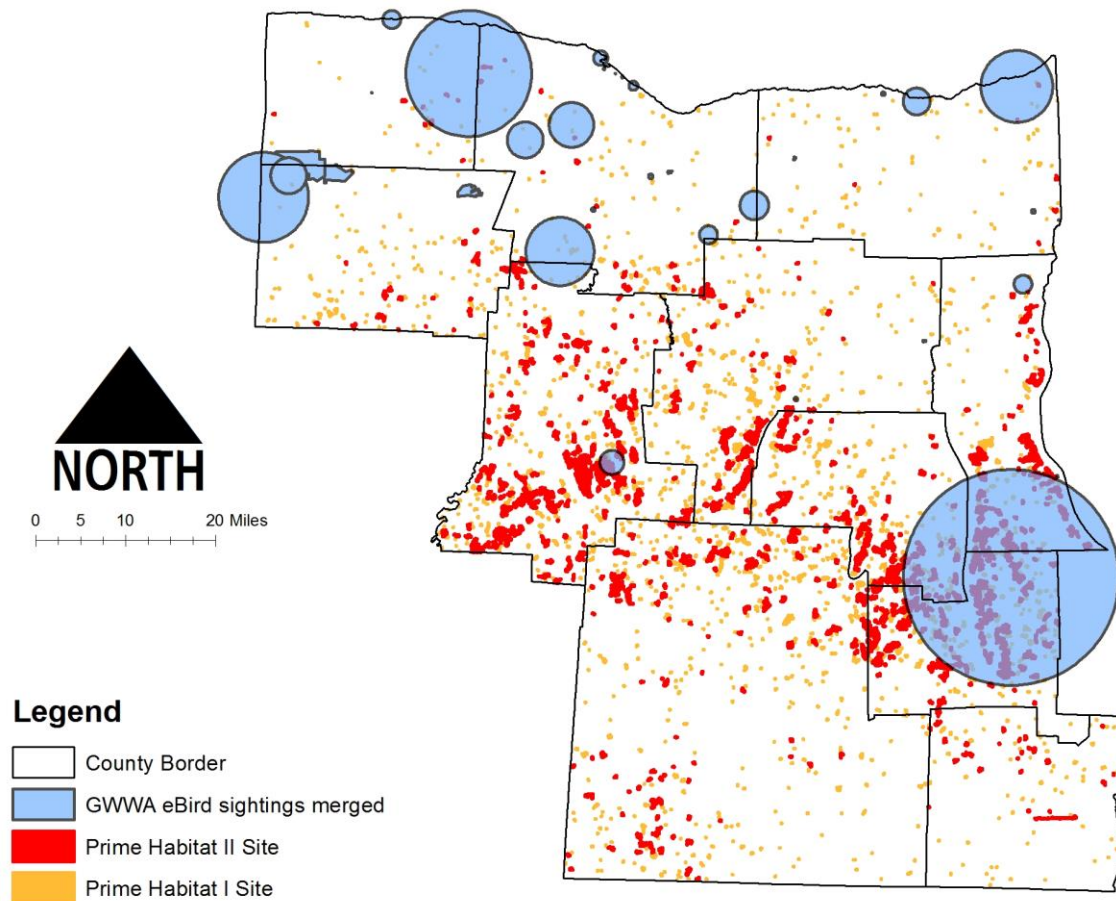 NORTH
0 5 10 20 Miles
Legend
County Border
GWWA eBird sightings merged
Prime Habitat II Site
Prime Habitat I Site